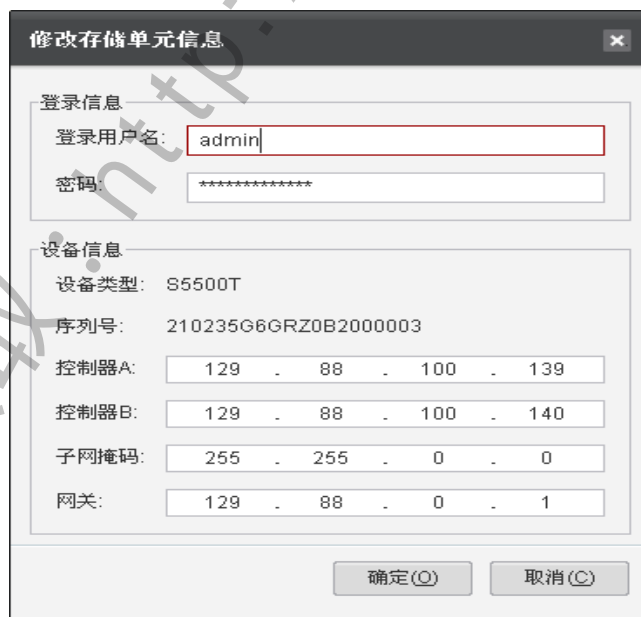 修改存储单元信息
登录信息
登录用户名: admin
密码: *************
设备信息
设备类型: S5500T
序列号: 210235G6GRZ0B2000003
控制器A: 129 . 88 . 100 . 139
控制器B: 129 . 88 . 100 . 140
子网掩码: 255 . 255 . 0 . 0
网关: 129 . 88 . 0 . 1
确定(O) 取消(C)
http